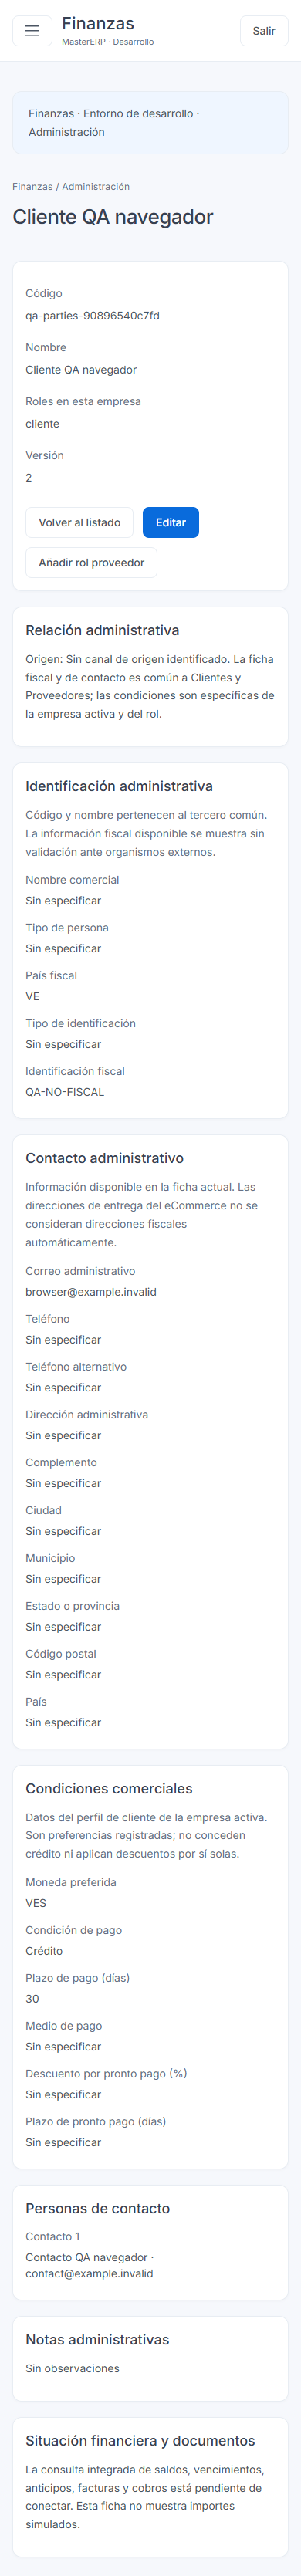 Finanzas
MasterERP · Desarrollo
Salir
Finanzas · Entorno de desarrollo ·
Administración
Finanzas / Administración
Cliente QA navegador
Código
qa-parties-90896540c7fd
Nombre
Cliente QA navegador
Roles en esta empresa
cliente
Versión
2
Volver al listado
Editar
Añadir rol proveedor
Relación administrativa
Origen: Sin canal de origen identificado. La ficha
fiscal y de contacto es común a Clientes y
Proveedores; las condiciones son específicas de
la empresa activa y del rol.
Identificación administrativa
Código y nombre pertenecen al tercero común.
La información fiscal disponible se muestra sin
validación ante organismos externos.
Nombre comercial
Sin especificar
Tipo de persona
Sin especificar
País fiscal
VE
Tipo de identificación
Sin especificar
Identificación fiscal
QA-NO-FISCAL
Contacto administrativo
Información disponible en la ficha actual. Las
direcciones de entrega del eCommerce no se
consideran direcciones fiscales
automáticamente.
Correo administrativo
browser@example.invalid
Teléfono
Sin especificar
Teléfono alternativo
Sin especificar
Dirección administrativa
Sin especificar
Complemento
Sin especificar
Ciudad
Sin especificar
Municipio
Sin especificar
Estado o provincia
Sin especificar
Código postal
Sin especificar
País
Sin especificar
Condiciones comerciales
Datos del perfil de cliente de la empresa activa.
Son preferencias registradas; no conceden
crédito ni aplican descuentos por sí solas.
Moneda preferida
VES
Condición de pago
Crédito
Plazo de pago (días)
30
Medio de pago
Sin especificar
Descuento por pronto pago (%)
Sin especificar
Plazo de pronto pago (días)
Sin especificar
Personas de contacto
Contacto 1
Contacto QA navegador ·
contact@example.invalid
Notas administrativas
Sin observaciones
Situación financiera y documentos
La consulta integrada de saldos, vencimientos,
anticipos, facturas y cobros está pendiente de
conectar. Esta ficha no muestra importes
simulados.